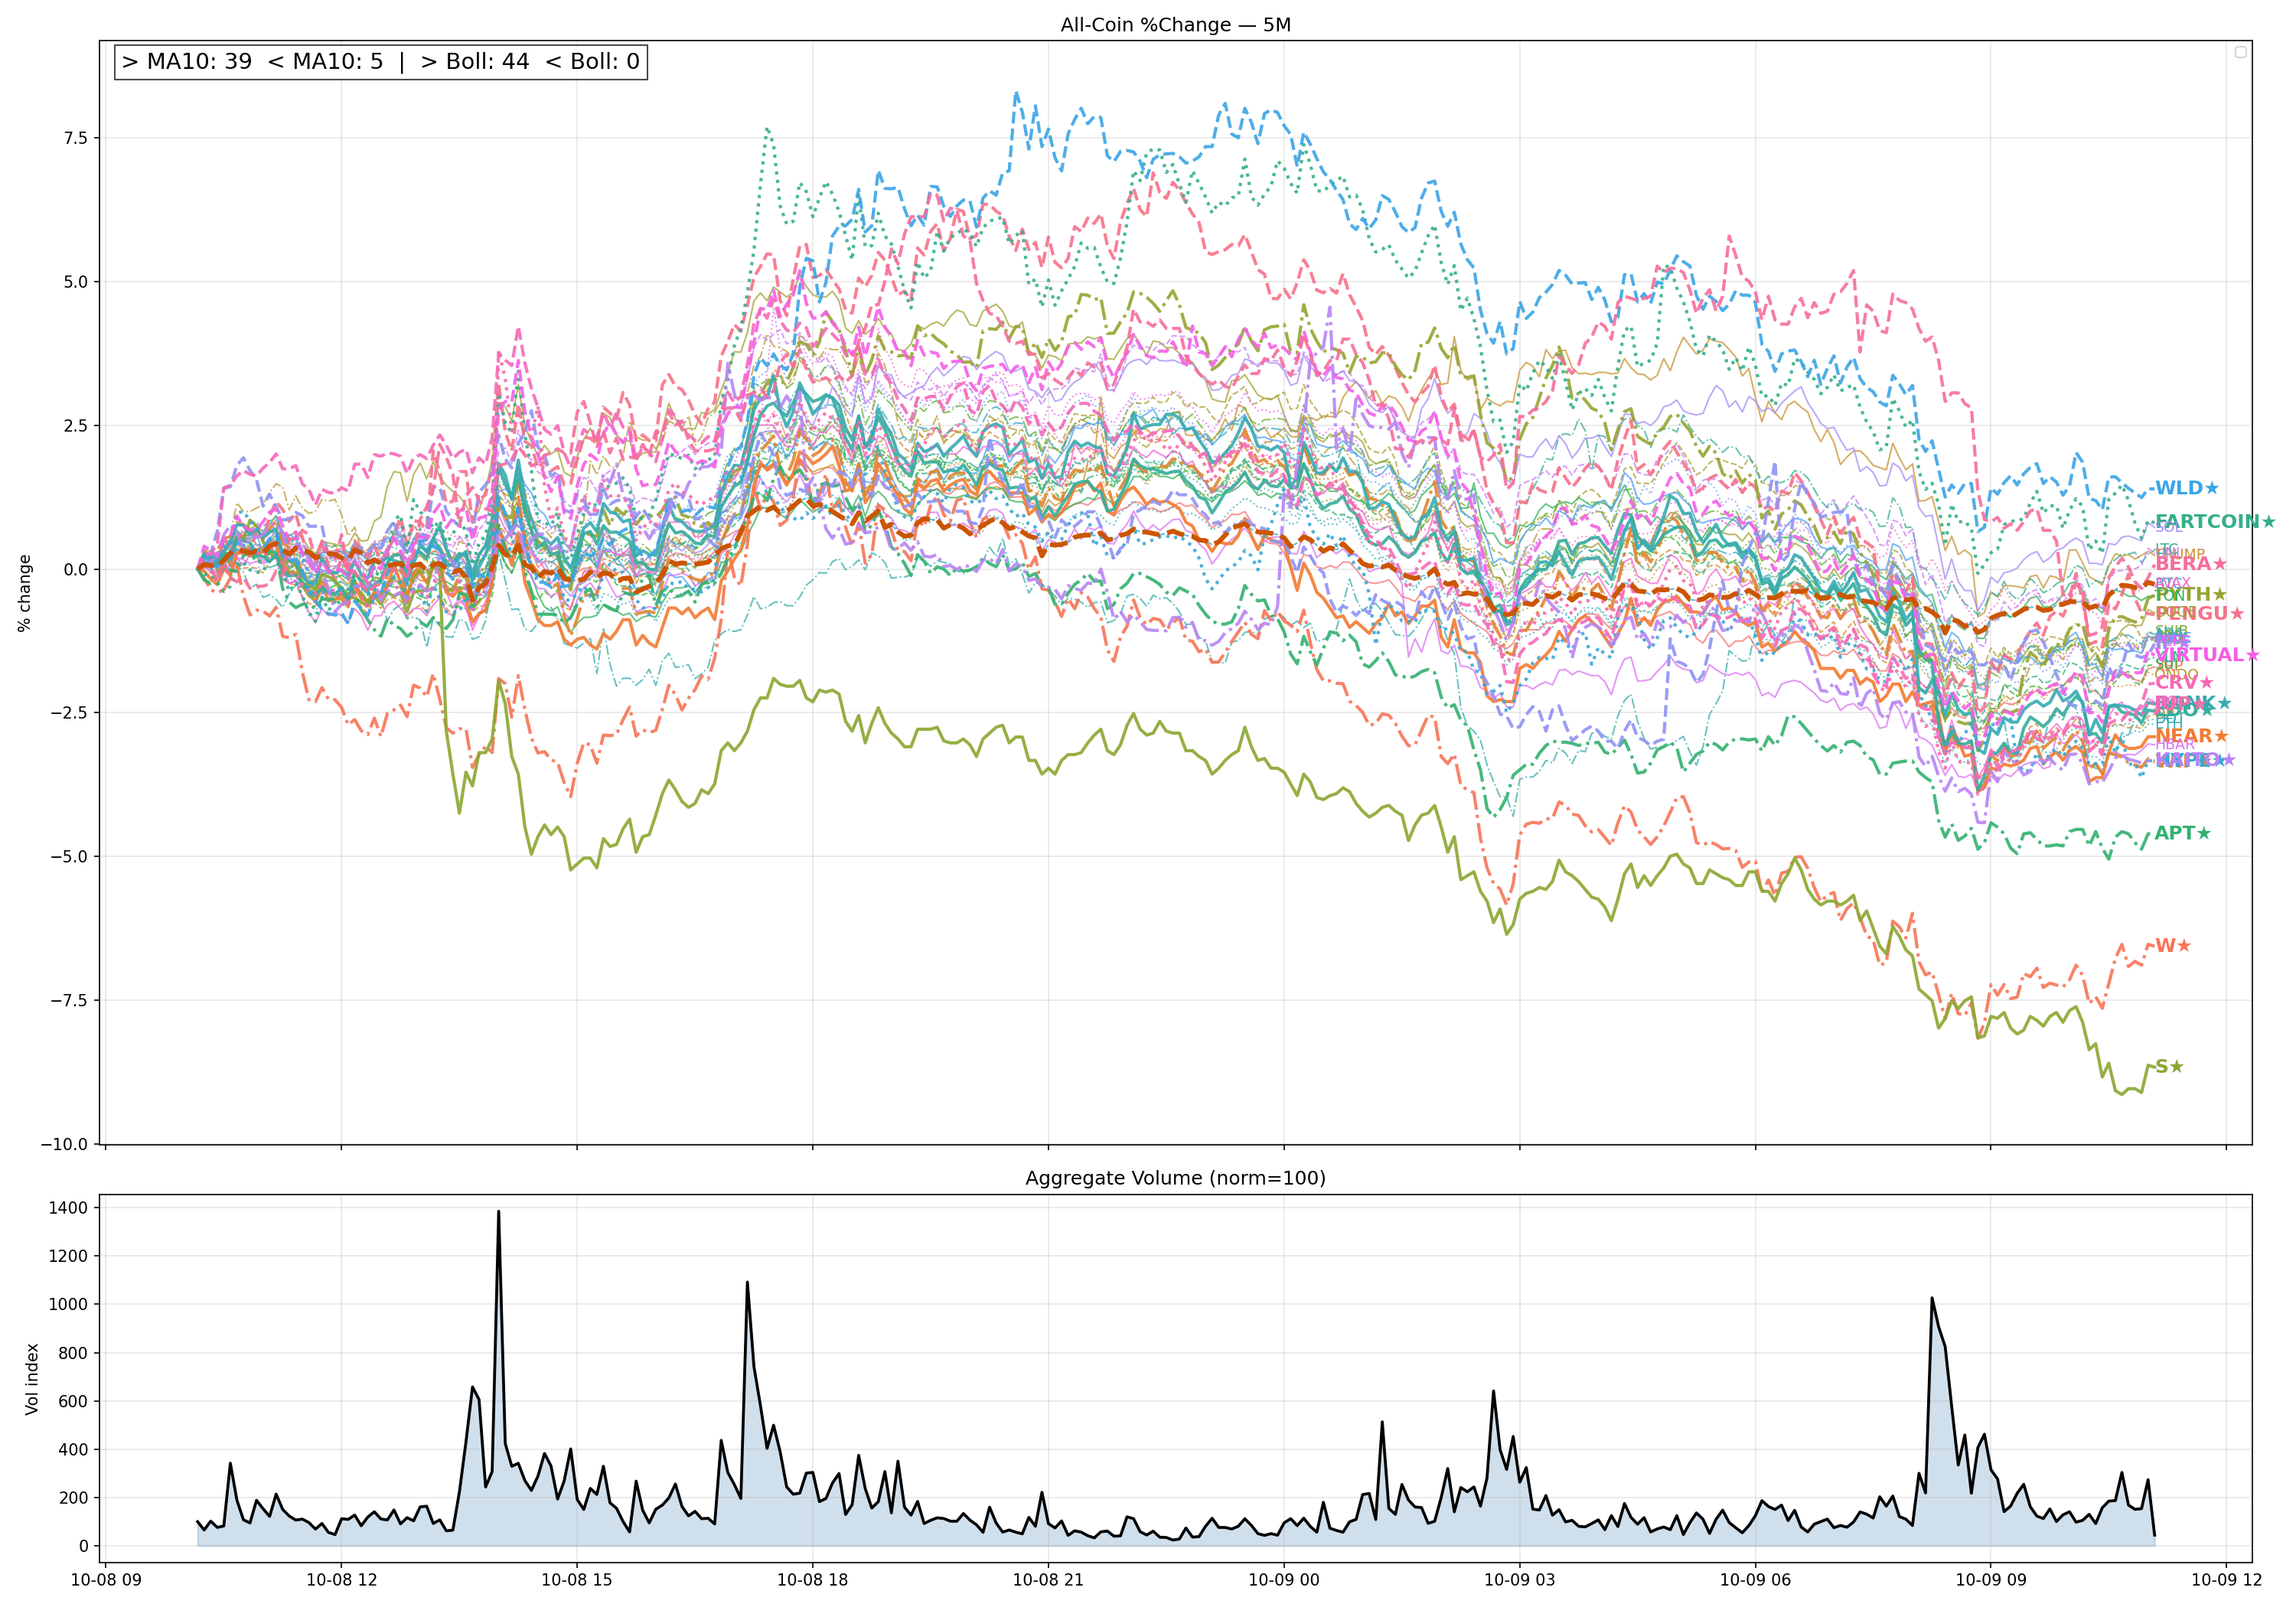 All-Coin %Change — 5M
> MA10: 39 < MA10: 5 | > Boll: 44 < Boll: 0
% change
7.5
5.0
2.5
0.0
−2.5
−5.0
−7.5
−10.0
WLD★
FARTCOIN★
BERA★
PYTH★
PENGU★
VIRTUAL★
ONDO
CRV★
NEAR★
HBAR
APT★
W★
S★
Aggregate Volume (norm=100)
Vol index
1400
1200
1000
800
600
400
200
0
10-08 09
10-08 12
10-08 15
10-08 18
10-08 21
10-09 00
10-09 03
10-09 06
10-09 09
10-09 12